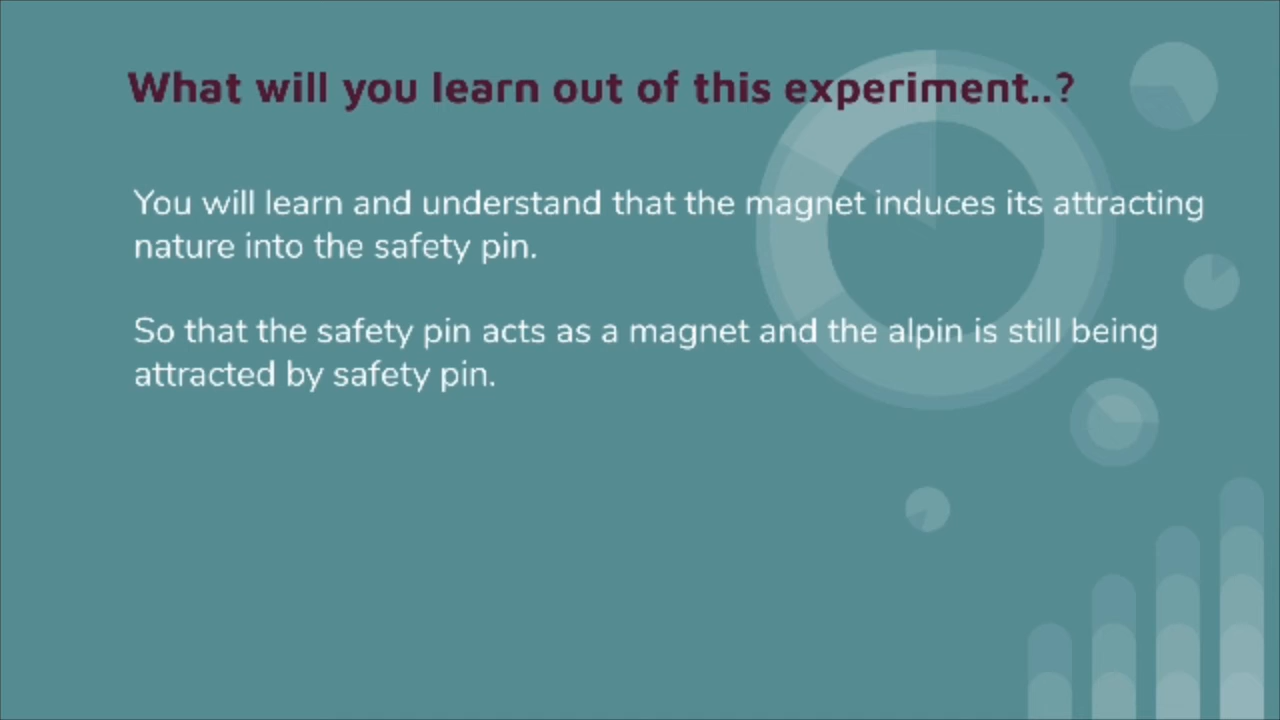 What will you learn out of this experiment..?
You will learn and understand that the magnet induces its attracting
nature into the safety pin.
So that the safety pin acts as a magnet and the alpin is still being
attracted by safety pin.